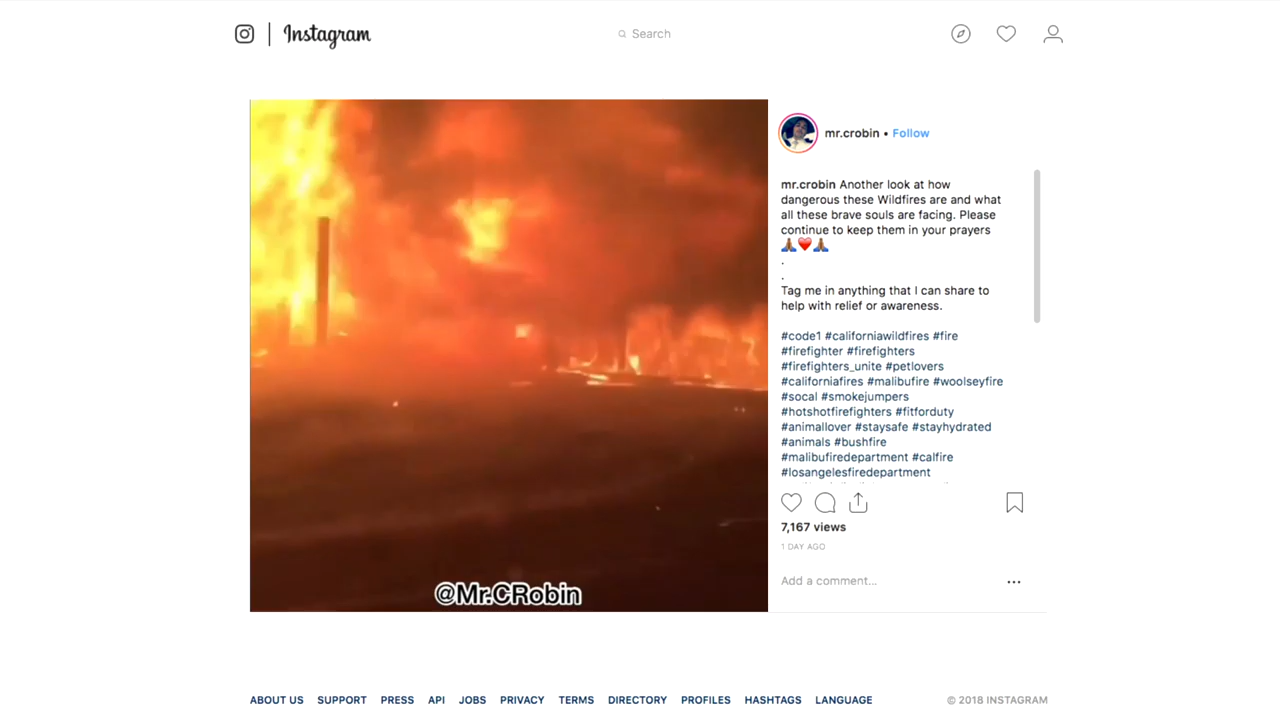 Instagram
Search
mr.crobin • Follow
mr.crobin Another look at how
dangerous these Wildfires are and what
all these brave souls are facing. Please
continue to keep them in your prayers
🙏🏾❤️🙏🏾
.
.
Tag me in anything that I can share to
help with relief or awareness.
#code1 #californiawildfires #fire
#firefighter #firefighters
#firefighters_unite #petlovers
#californiafires #malibufire #woolseyfire
#socal #smokejumpers
#hotshotfirefighters #fitforduty
#animallover #staysafe #stayhydrated
#animals #bushfire
#malibufiredepartment #calfire
#losangelesfiredepartment
7,167 views
1 DAY AGO
Add a comment...
@Mr.CRobin
ABOUT US SUPPORT PRESS API JOBS PRIVACY TERMS DIRECTORY PROFILES HASHTAGS LANGUAGE © 2018 INSTAGRAM